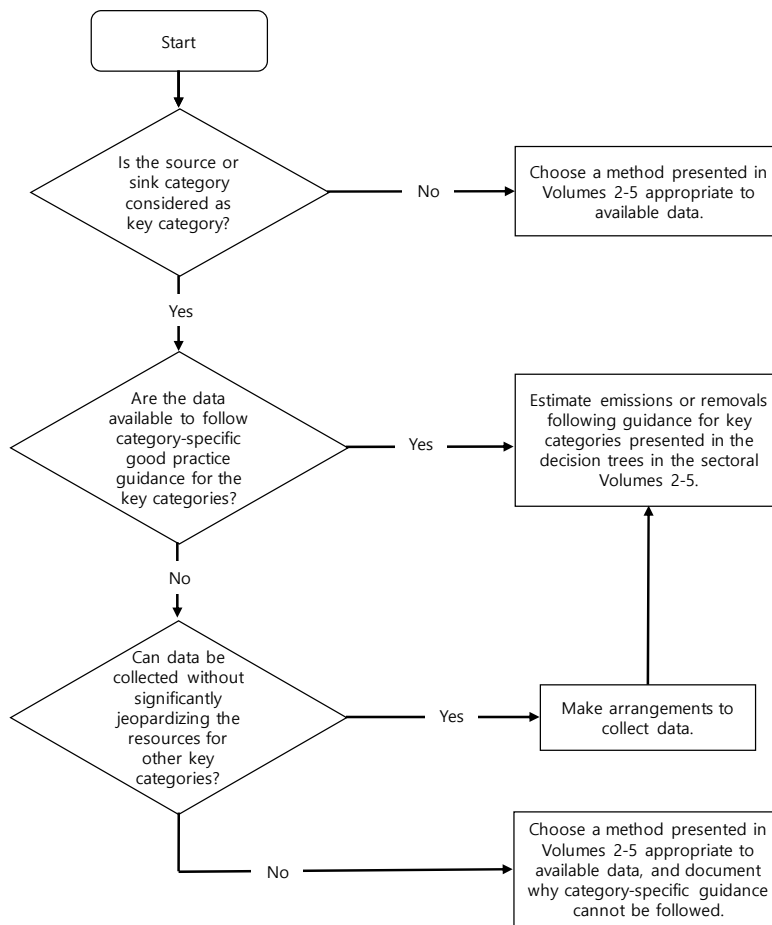 Start
Is the source or
sink category
considered as
key category?
No
Choose a method presented in
Volumes 2-5 appropriate to
available data.
Yes
Are the data
available to follow
category-specific
good practice
guidance for the
key categories?
Yes
Estimate emissions or removals
following guidance for key
categories presented in the
decision trees in the sectoral
Volumes 2-5.
No
Can data be
collected without
significantly
jeopardizing the
resources for
other key
categories?
Yes
Make arrangements to
collect data.
No
Choose a method presented in
Volumes 2-5 appropriate to
available data, and document
why category-specific guidance
cannot be followed.